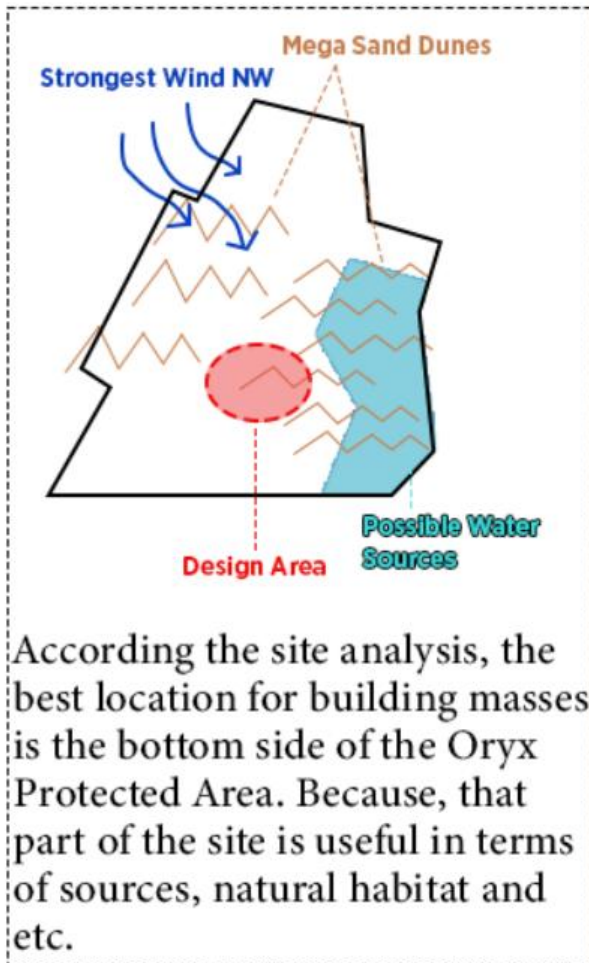 Mega Sand Dunes
Strongest Wind NW
Possible Water
Sources
Design Area
According the site analysis, the
best location for building masses
is the bottom side of the Oryx
Protected Area. Because, that
part of the site is useful in terms
of sources, natural habitat and
etc.